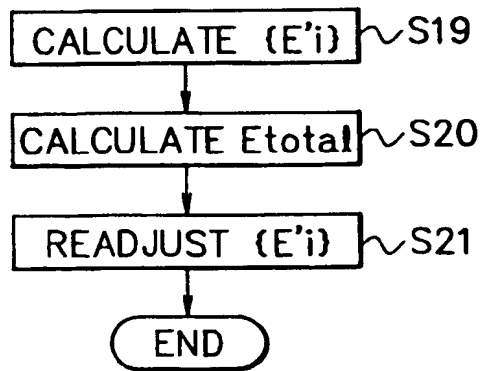 CALCULATE {E'i} S19
CALCULATE Etotal S20
READJUST {E'i} S21
END